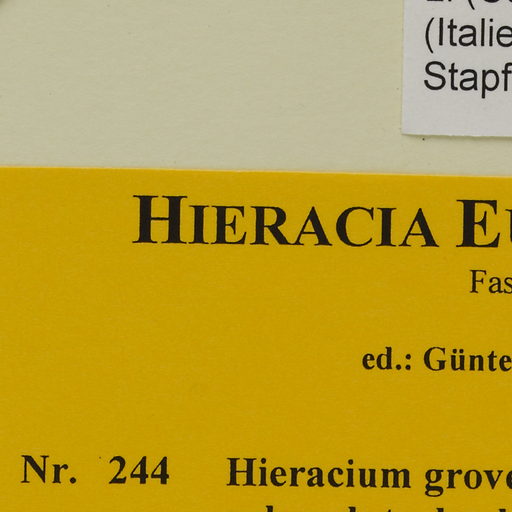 (Italie
Stapf
HIERACIA EU
Fas
ed.: Günte
Nr. 244 Hieracium grove